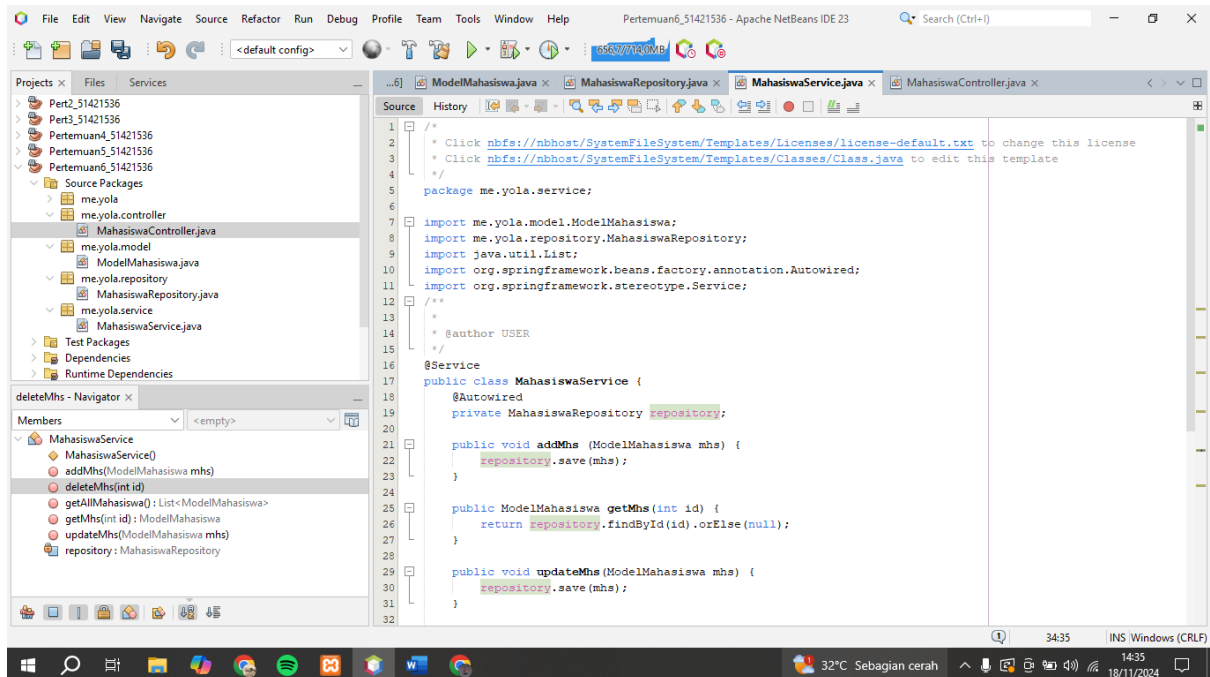 File Edit View Navigate Source Refactor Run Debug Profile Team Tools Window Help Pertemuan6_51421536 - Apache NetBeans IDE 23 Search (Ctrl+I)
<default config> 656,7/714,0MB
Projects × Files Services
Pert2_51421536
Pert3_51421536
Pertemuan4_51421536
Pertemuan5_51421536
Pertemuan6_51421536
Source Packages
me.yola
me.yola.controller
MahasiswaController.java
me.yola.model
ModelMahasiswa.java
me.yola.repository
MahasiswaRepository.java
me.yola.service
MahasiswaService.java
Test Packages
Dependencies
Runtime Dependencies
deleteMhs - Navigator ×
Members <empty>
MahasiswaService
MahasiswaService()
addMhs(ModelMahasiswa mhs)
deleteMhs(int id)
getAllMahasiswa() : List<ModelMahasiswa>
getMhs(int id) : ModelMahasiswa
updateMhs(ModelMahasiswa mhs)
repository : MahasiswaRepository
...6] ModelMahasiswa.java × MahasiswaRepository.java × MahasiswaService.java × MahasiswaController.java ×
Source History
1 /*
2 * Click nbfs://nbhost/SystemFileSystem/Templates/Licenses/license-default.txt to change this license
3 * Click nbfs://nbhost/SystemFileSystem/Templates/Classes/Class.java to edit this template
4 */
5 package me.yola.service;
6
7 import me.yola.model.ModelMahasiswa;
8 import me.yola.repository.MahasiswaRepository;
9 import java.util.List;
10 import org.springframework.beans.factory.annotation.Autowired;
11 import org.springframework.stereotype.Service;
12 /**
13 *
14 * @author USER
15 */
16 @Service
17 public class MahasiswaService {
18 @Autowired
19 private MahasiswaRepository repository;
20
21 public void addMhs (ModelMahasiswa mhs) {
22 repository.save(mhs);
23 }
24
25 public ModelMahasiswa getMhs(int id) {
26 return repository.findById(id).orElse(null);
27 }
28
29 public void updateMhs(ModelMahasiswa mhs) {
30 repository.save(mhs);
31 }
32
1 34:35 INS Windows (CRLF)
32°C Sebagian cerah 14:35
18/11/2024